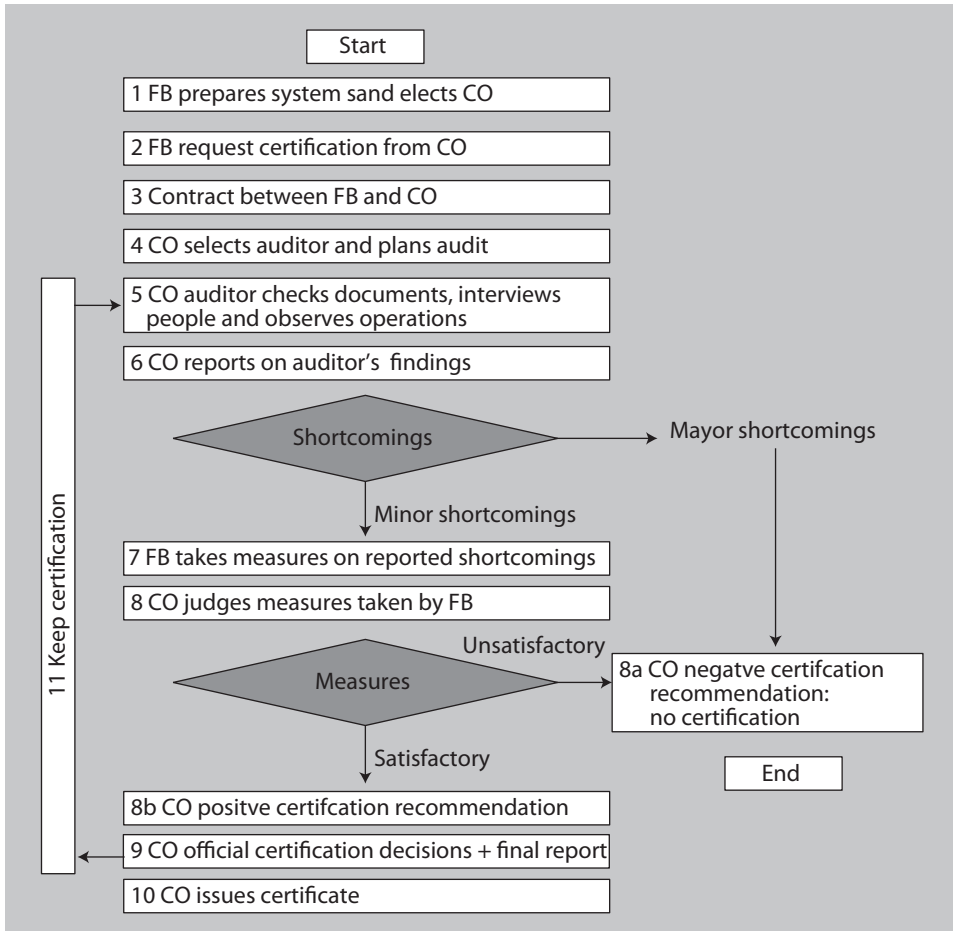 Start
1 FB prepares system sand elects CO
2 FB request certification from CO
3 Contract between FB and CO
4 CO selects auditor and plans audit
5 CO auditor checks documents, interviews
people and observes operations
6 CO reports on auditor's findings
Shortcomings
Mayor shortcomings
Minor shortcomings
7 FB takes measures on reported shortcomings
8 CO judges measures taken by FB
Unsatisfactory
Measures
8a CO negatve certifcation
recommendation:
no certification
Satisfactory
End
8b CO positve certifcation recommendation
9 CO official certification decisions + final report
10 CO issues certificate
11 Keep certification